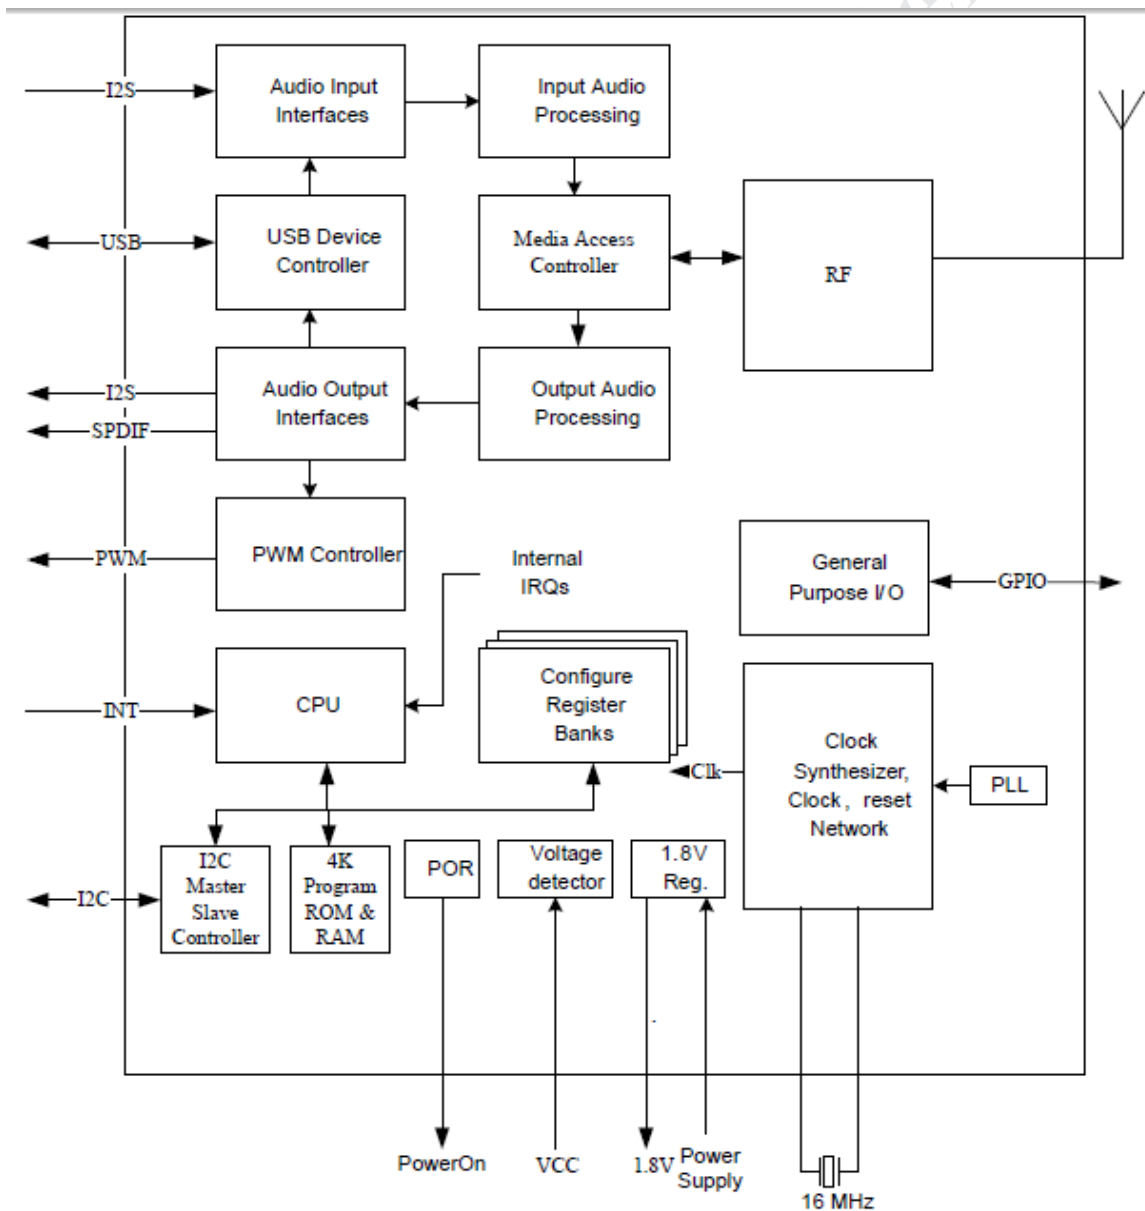 I2S
Audio Input
Interfaces
Input Audio
Processing
USB
USB Device
Controller
Media Access
Controller
RF
I2S
SPDIF
Audio Output
Interfaces
Output Audio
Processing
PWM
PWM Controller
Internal
IRQs
General
Purpose I/O
GPIO
INT
CPU
Configure
Register
Banks
Clk
Clock
Synthesizer,
Clock, reset
Network
PLL
I2C
I2C
Master
Slave
Controller
4K
Program
ROM &
RAM
POR
Voltage
detector
1.8V
Reg.
PowerOn
VCC
1.8V
Power
Supply
16 MHz